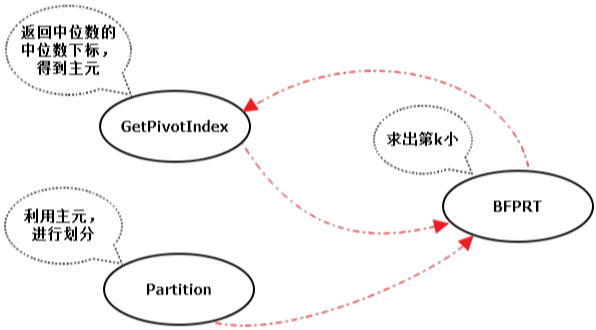 返回中位数的
中位数下标，
得到主元
GetPivotIndex
求出第k小
BFPRT
利用主元，
进行划分
Partition